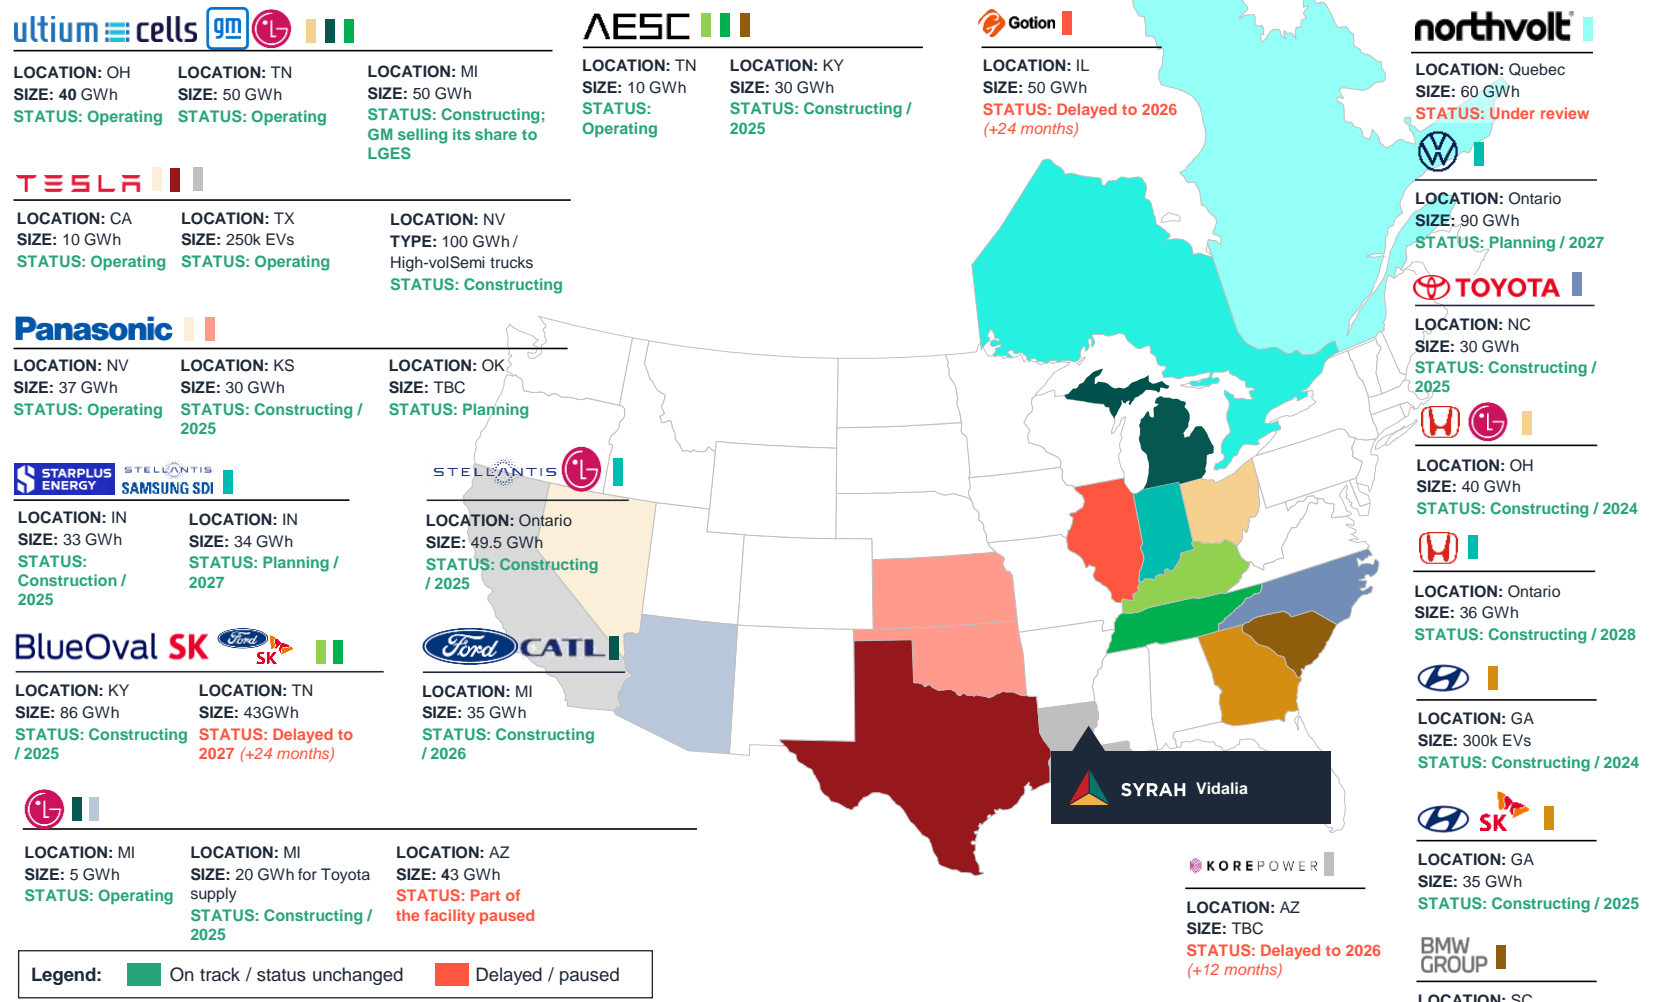 ultium cells gm LG
LOCATION: OH
SIZE: 40 GWh
STATUS: Operating
LOCATION: TN
SIZE: 50 GWh
STATUS: Operating
LOCATION: MI
SIZE: 50 GWh
STATUS: Constructing;
GM selling its share to
LGES
AESC
LOCATION: TN
SIZE: 10 GWh
STATUS:
Operating
LOCATION: KY
SIZE: 30 GWh
STATUS: Constructing /
2025
Gotion
LOCATION: IL
SIZE: 50 GWh
STATUS: Delayed to 2026
(+24 months)
northvolt
LOCATION: Quebec
SIZE: 60 GWh
STATUS: Under review
LOCATION: Ontario
SIZE: 90 GWh
STATUS: Planning / 2027
TESLA
LOCATION: CA
SIZE: 10 GWh
STATUS: Operating
LOCATION: TX
SIZE: 250k EVs
STATUS: Operating
LOCATION: NV
TYPE: 100 GWh /
High-volSemi trucks
STATUS: Constructing
TOYOTA
LOCATION: NC
SIZE: 30 GWh
STATUS: Constructing /
2025
Panasonic
LOCATION: NV
SIZE: 37 GWh
STATUS: Operating
LOCATION: KS
SIZE: 30 GWh
STATUS: Constructing /
2025
LOCATION: OK
SIZE: TBC
STATUS: Planning
LG
LOCATION: OH
SIZE: 40 GWh
STATUS: Constructing / 2024
STARPLUS
ENERGY
STELLANTIS
SAMSUNG SDI
LOCATION: IN
SIZE: 33 GWh
STATUS:
Construction /
2025
LOCATION: IN
SIZE: 34 GWh
STATUS: Planning /
2027
STELLANTIS LG
LOCATION: Ontario
SIZE: 49.5 GWh
STATUS: Constructing
/ 2025
LOCATION: Ontario
SIZE: 36 GWh
STATUS: Constructing / 2028
BlueOval SK Ford SK
LOCATION: KY
SIZE: 86 GWh
STATUS: Constructing
/ 2025
LOCATION: TN
SIZE: 43GWh
STATUS: Delayed to
2027 (+24 months)
Ford CATL
LOCATION: MI
SIZE: 35 GWh
STATUS: Constructing
/ 2026
LOCATION: GA
SIZE: 300k EVs
STATUS: Constructing / 2024
SYRAH Vidalia
LG
LOCATION: MI
SIZE: 5 GWh
STATUS: Operating
LOCATION: MI
SIZE: 20 GWh for Toyota
supply
STATUS: Constructing /
2025
LOCATION: AZ
SIZE: 43 GWh
STATUS: Part of
the facility paused
SK
LOCATION: GA
SIZE: 35 GWh
STATUS: Constructing / 2025
KOREPOWER
LOCATION: AZ
SIZE: TBC
STATUS: Delayed to 2026
(+12 months)
BMW
GROUP
LOCATION: SC
Legend: On track / status unchanged Delayed / paused